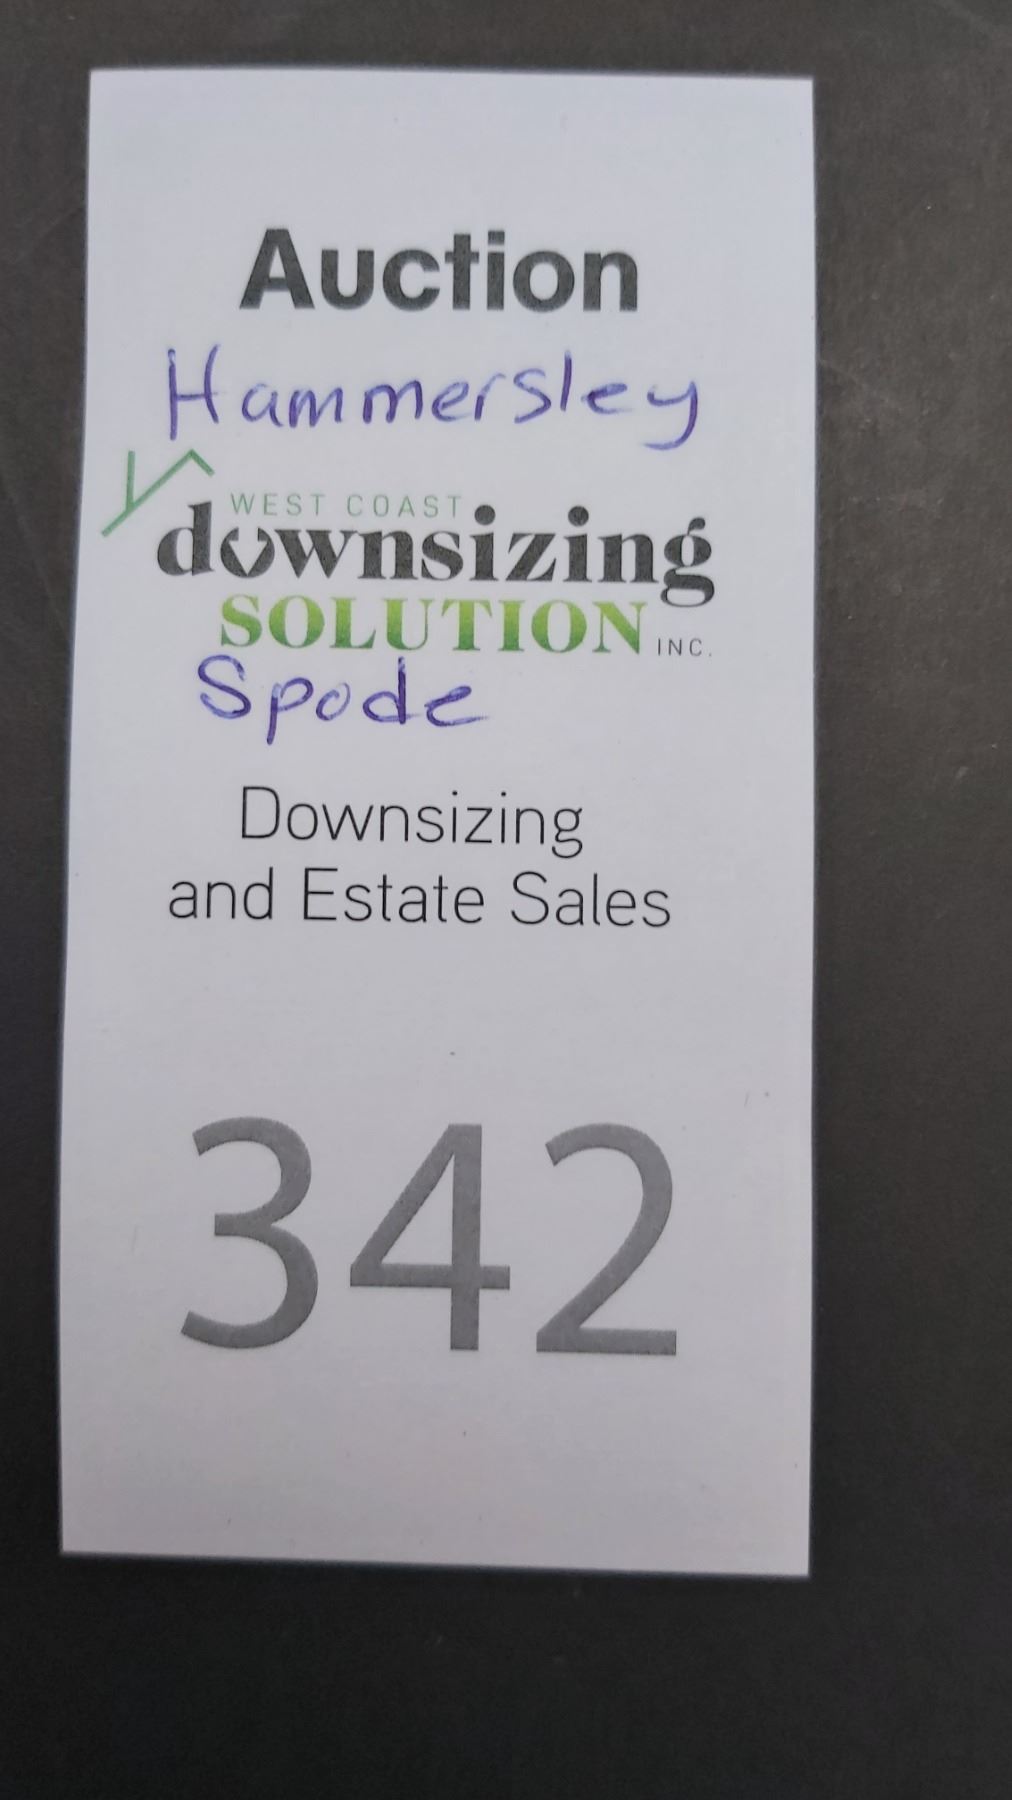 Auction
Hammersley
WEST COAST
downsizing
SOLUTION INC.
Spode
Downsizing
and Estate Sales
342